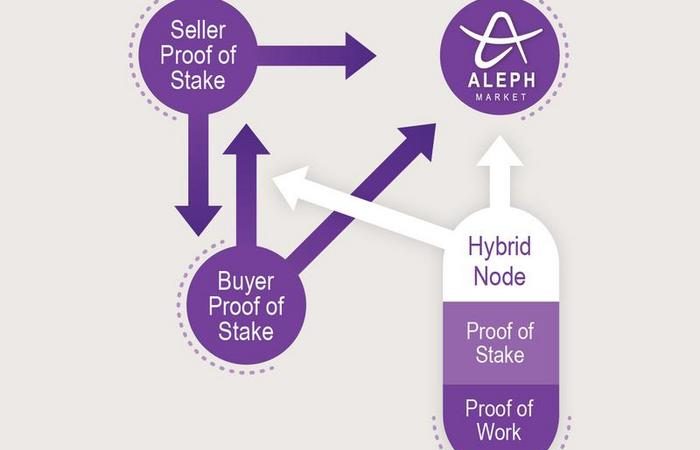 Seller
Proof of
Stake
ALEPH
MARKET
Buyer
Proof of
Stake
Hybrid
Node
Proof of
Stake
Proof of
Work